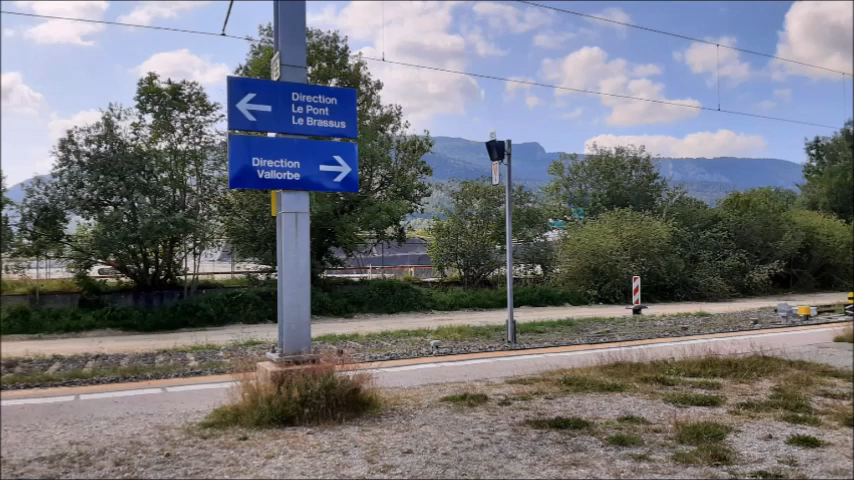 Direction
Le Pont
Le Brassus
Direction
Vallorbe